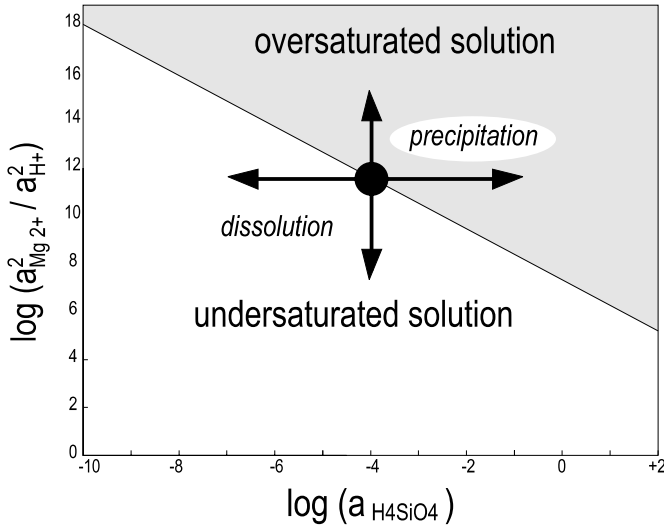 18
16
14
12
10
8
6
4
2
0
log (a²Mg 2+ / a²H+)
oversaturated solution
precipitation
dissolution
undersaturated solution
-10 -8 -6 -4 -2 0 +2
log (a H4SiO4 )